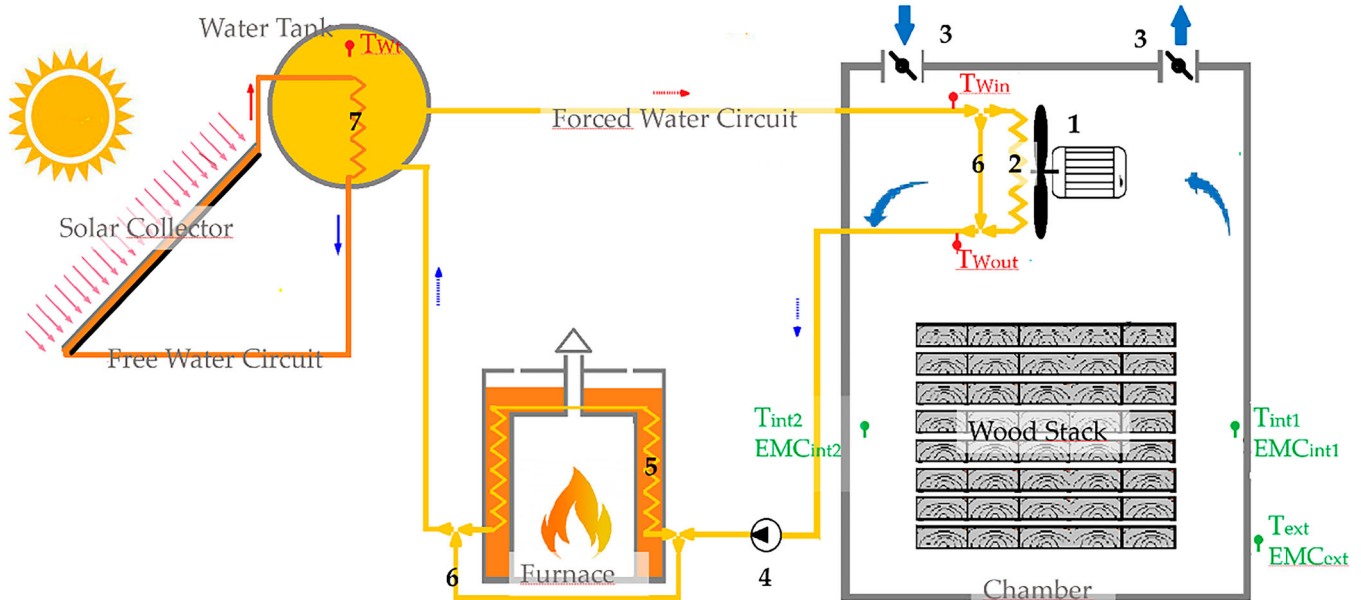 Water Tank
TWt
3
3
TWin
Forced Water Circuit
1
7
6
2
Solar Collector
TWout
Free Water Circuit
Tint2
EMCint2
Wood Stack
Tint1
EMCint1
5
Text
EMCext
6
Furnace
4
Chamber